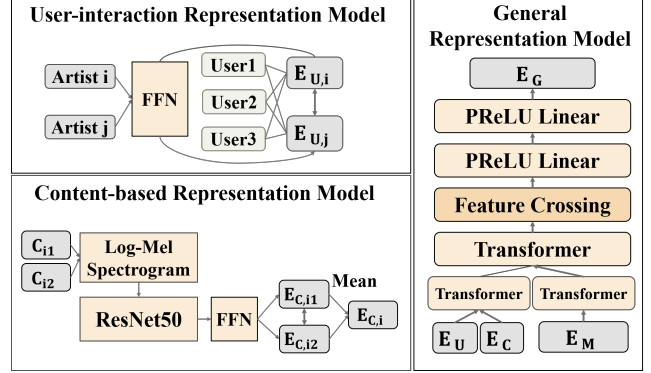 User-interaction Representation Model
Artist i
Artist j
FFN
User1
User2
User3
E U,i
E U,j
Content-based Representation Model
C i1
C i2
Log-Mel
Spectrogram
ResNet50
FFN
E C,i1
E C,i2
Mean
E C,i
General
Representation Model
E G
PReLU Linear
PReLU Linear
Feature Crossing
Transformer
Transformer Transformer
E U E C E M